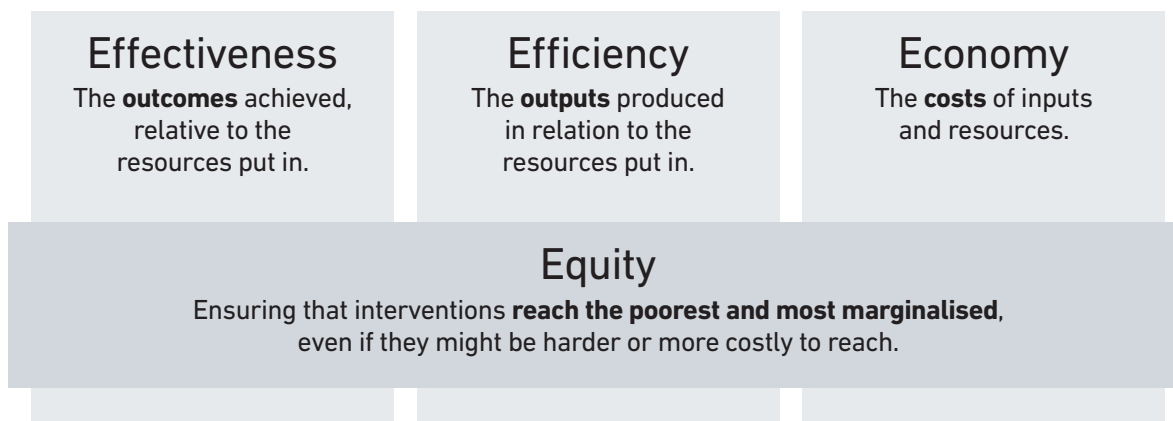 Effectiveness
The outcomes achieved,
relative to the
resources put in.
Efficiency
The outputs produced
in relation to the
resources put in.
Economy
The costs of inputs
and resources.
Equity
Ensuring that interventions reach the poorest and most marginalised,
even if they might be harder or more costly to reach.